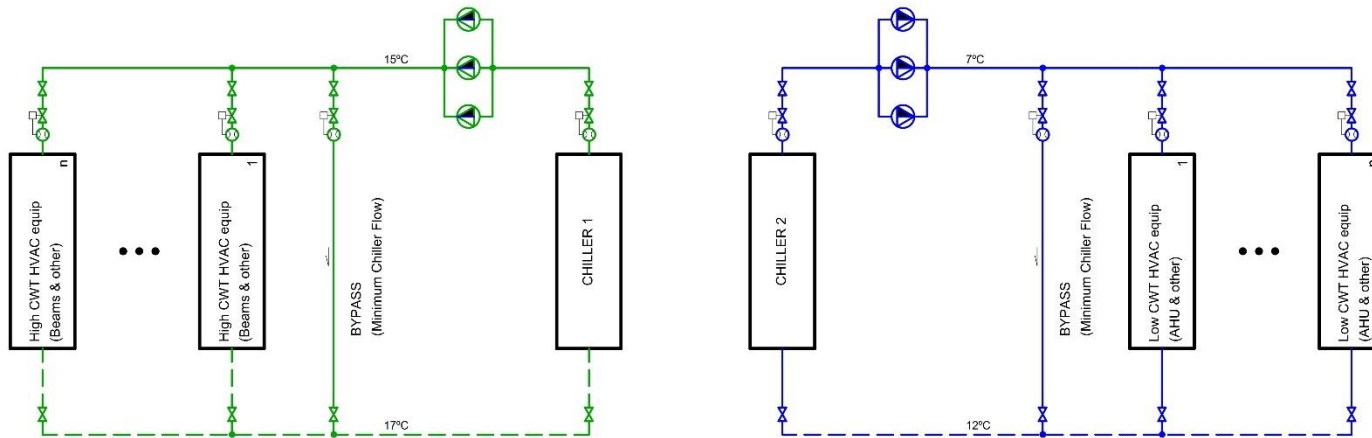 15ºC
7ºC
n
High CWT HVAC equip
(Beams & other)
1
High CWT HVAC equip
(Beams & other)
BYPASS
(Minimum Chiller Flow)
CHILLER 1
CHILLER 2
BYPASS
(Minimum Chiller Flow)
1
Low CWT HVAC equip
(AHU & other)
Low CWT HVAC equip
(AHU & other)
17ºC
12ºC